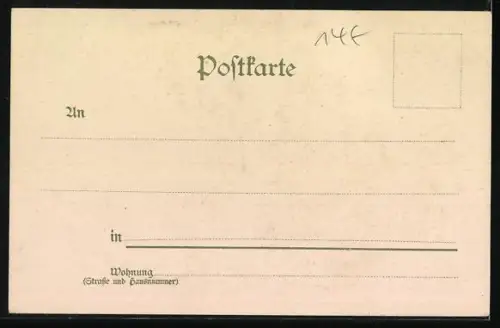 14€
Postkarte
An
in
Wohnung
(Straße und Hausnummer)